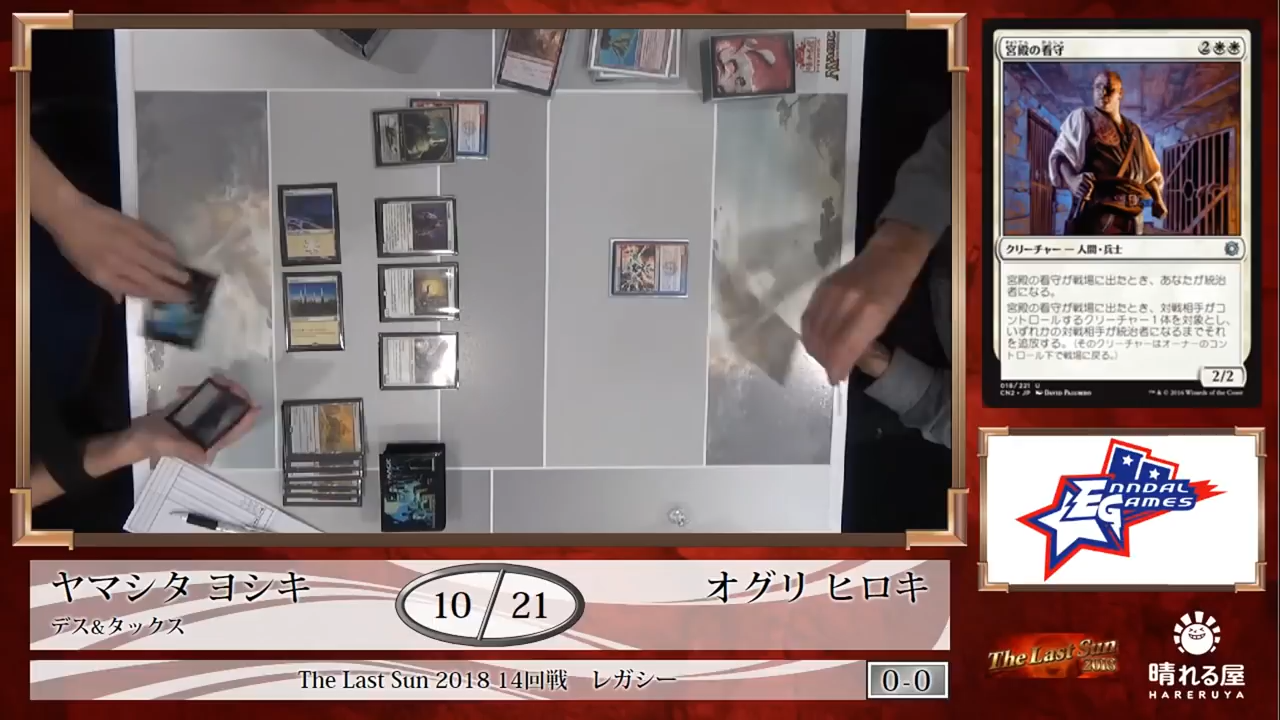 宮殿の看守
2
クリーチャー — 人間・兵士
宮殿の看守が戦場に出たとき、あなたが統治
者になる。
宮殿の看守が戦場に出たとき、対戦相手がコ
ントロールするクリーチャー１体を対象とし、
いずれかの対戦相手が統治者になるまでそれ
を追放する。(そのクリーチャーはオーナーのコン
トロール下で戦場に戻る。)
2/2
018/221 U
CN2・JP
ENNDAL
GAMES
ヤマシタ ヨシキ
デス&タックス
10/21
オグリ ヒロキ
The Last Sun 2018 14回戦 レガシー
0-0
The Last Sun
2018
晴れる屋
HARERUYA